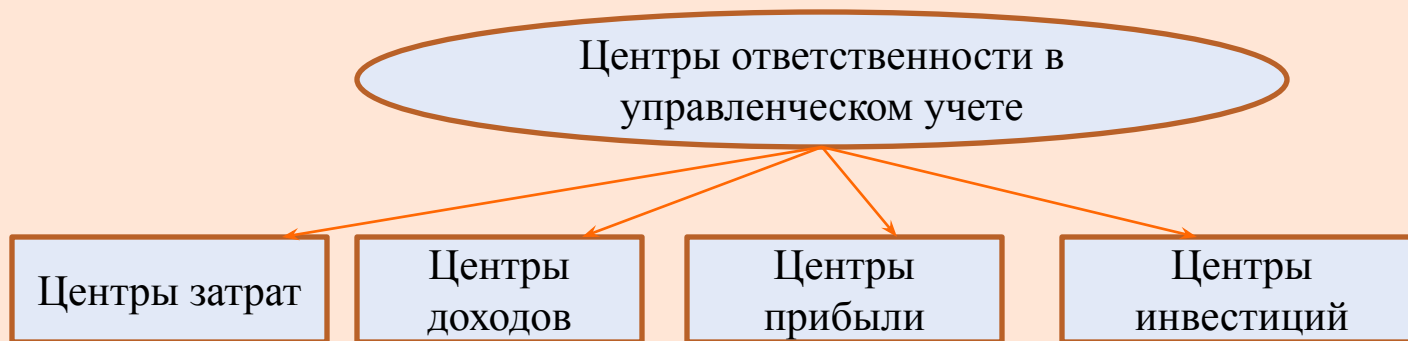 Центры ответственности в
управленческом учете
Центры затрат
Центры
доходов
Центры
прибыли
Центры
инвестиций